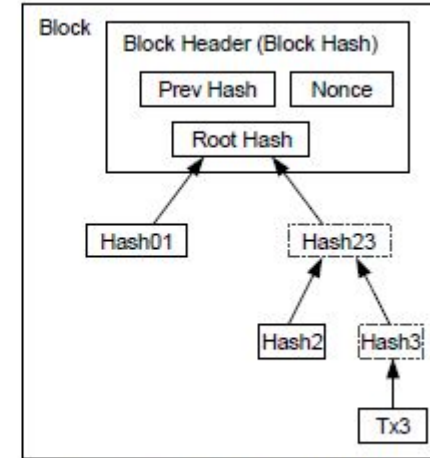 Block
Block Header (Block Hash)
Prev Hash Nonce
Root Hash
Hash01 Hash23
Hash2 Hash3
Tx3